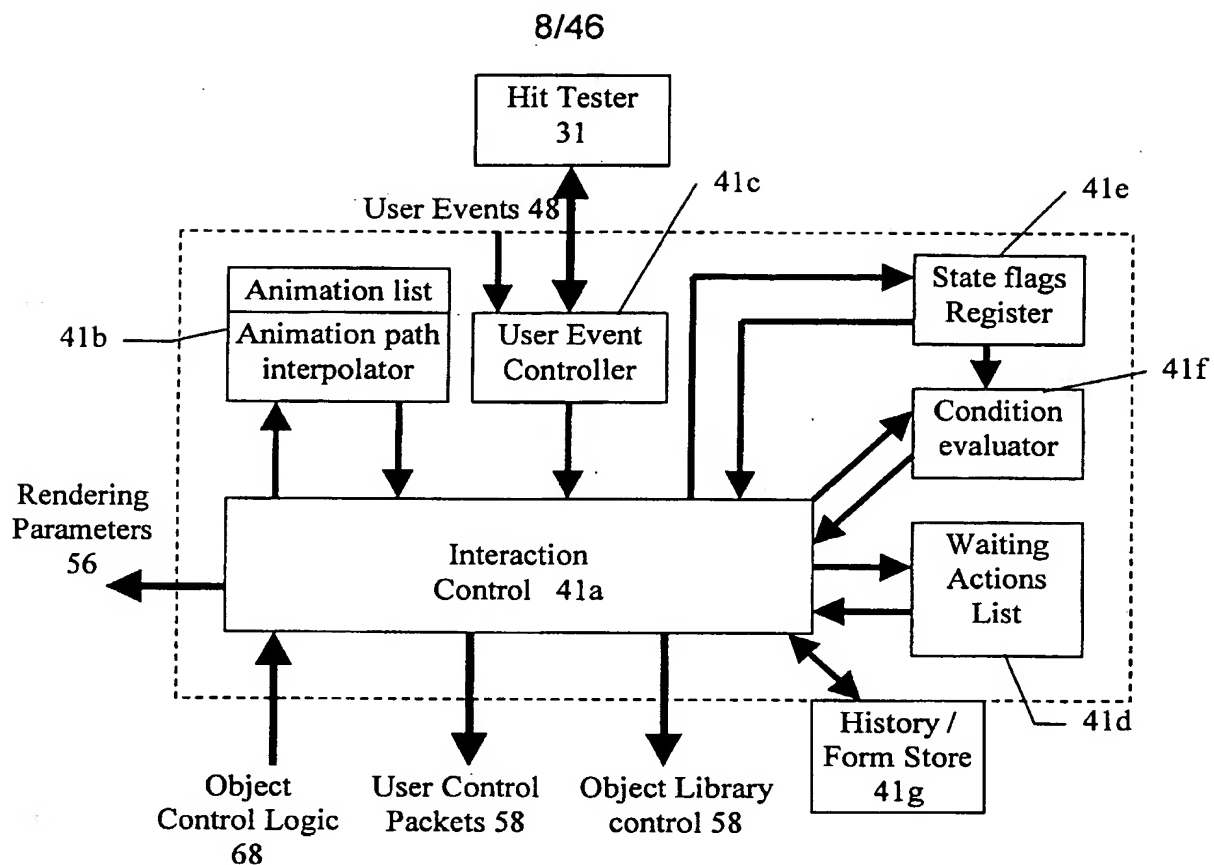 8/46
Hit Tester
31
41c
41e
User Events 48
Animation list
Animation path
interpolator
41b
User Event
Controller
State flags
Register
41f
Condition
evaluator
Rendering
Parameters
56
Interaction
Control 41a
Waiting
Actions
List
41d
History /
Form Store
41g
Object
Control Logic
68
User Control
Packets 58
Object Library
control 58